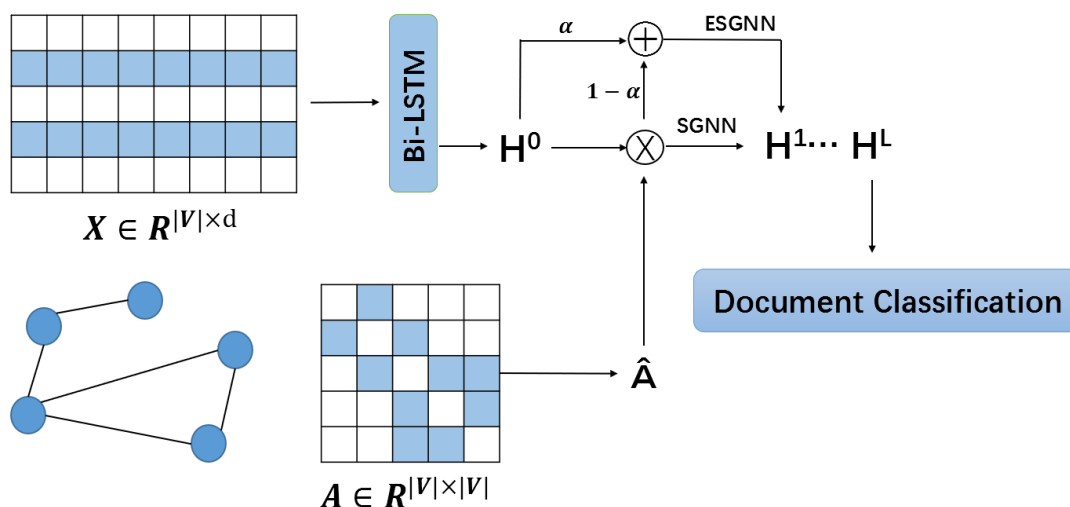 α
ESGNN
1 − α
Bi-LSTM
H⁰
SGNN
H¹⋯ Hᴸ
X ∈ R^{|V|×d}
Document Classification
Â
A ∈ R^{|V|×|V|}